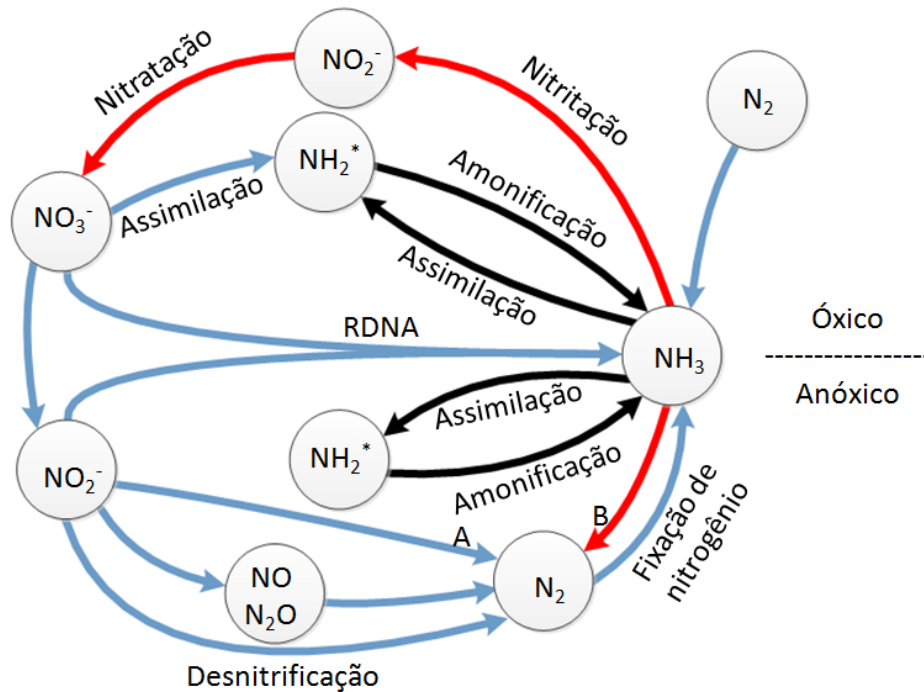 Nitratação
NO₂⁻
Nitritação
N₂
NH₂*
Amonificação
NO₃⁻
Assimilação
Assimilação
RDNA
NH₃
Óxico
Anóxico
Assimilação
NH₂*
Amonificação
NO₂⁻
A
B
Fixação de
nitrogênio
N₂
NO
N₂O
Desnitrificação